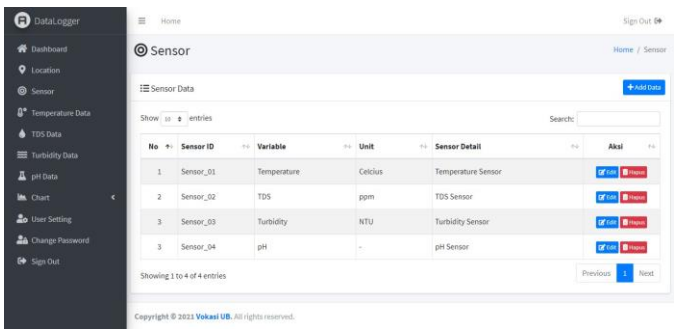 DataLogger
Home
Sign Out
Dashboard
Location
Sensor
Temperature Data
TDS Data
Turbidity Data
pH Data
Chart
User Setting
Change Password
Sign Out
Sensor
Home / Sensor
Sensor Data
+Add Data
Show 10 entries
Search:
No Sensor ID Variable Unit Sensor Detail Aksi
1 Sensor_01 Temperature Celcius Temperature Sensor Edit Hapus
2 Sensor_02 TDS ppm TDS Sensor Edit Hapus
3 Sensor_03 Turbidity NTU Turbidity Sensor Edit Hapus
3 Sensor_04 pH - pH Sensor Edit Hapus
Showing 1 to 4 of 4 entries
Previous 1 Next
Copyright © 2021 Vokasi UB. All rights reserved.